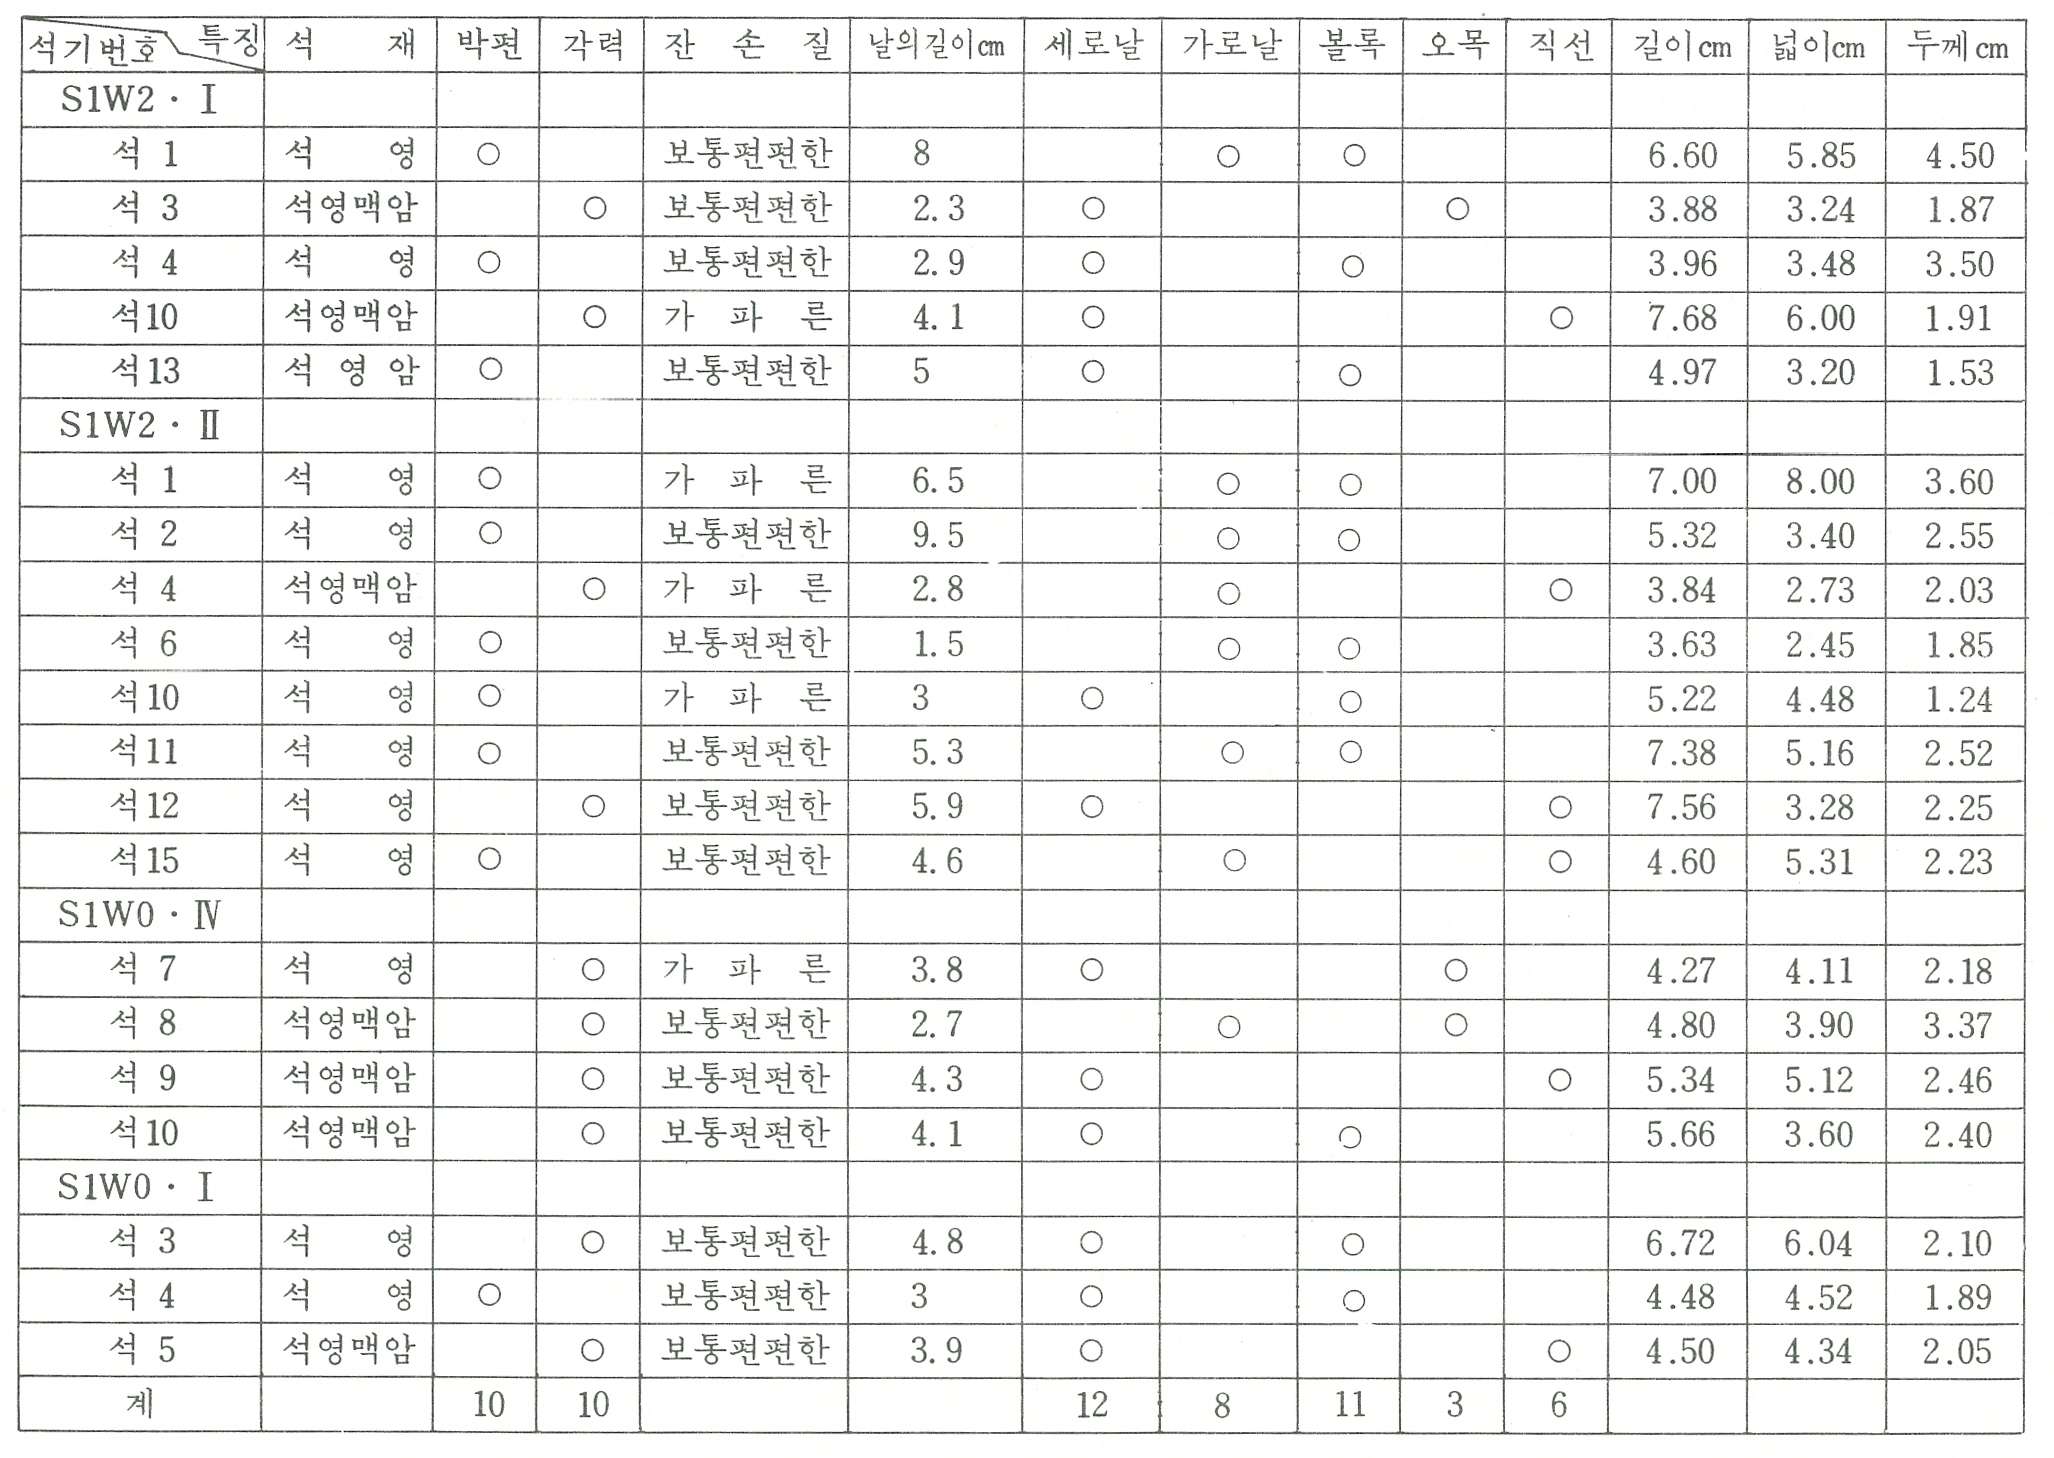 석기번호 특징 석 재 박편 각력 잔 손 질 날의길이㎝ 세로날 가로날 볼록 오목 직선 길이㎝ 넓이㎝ 두께㎝
S1W2·Ⅰ
석 1 석 영 ○ 보통편편한 8 ○ ○ 6.60 5.85 4.50
석 3 석영맥암 ○ 보통편편한 2.3 ○ ○ 3.88 3.24 1.87
석 4 석 영 ○ 보통편편한 2.9 ○ ○ 3.96 3.48 3.50
석10 석영맥암 ○ 가 파 른 4.1 ○ ○ 7.68 6.00 1.91
석13 석 영 암 ○ 보통편편한 5 ○ ○ 4.97 3.20 1.53
S1W2·Ⅱ
석 1 석 영 ○ 가 파 른 6.5 ○ ○ 7.00 8.00 3.60
석 2 석 영 ○ 보통편편한 9.5 ○ ○ 5.32 3.40 2.55
석 4 석영맥암 ○ 가 파 른 2.8 ○ ○ 3.84 2.73 2.03
석 6 석 영 ○ 보통편편한 1.5 ○ ○ 3.63 2.45 1.85
석10 석 영 ○ 가 파 른 3 ○ ○ 5.22 4.48 1.24
석11 석 영 ○ 보통편편한 5.3 ○ ○ 7.38 5.16 2.52
석12 석 영 ○ 보통편편한 5.9 ○ ○ 7.56 3.28 2.25
석15 석 영 ○ 보통편편한 4.6 ○ ○ 4.60 5.31 2.23
S1W0·Ⅳ
석 7 석 영 ○ 가 파 른 3.8 ○ ○ 4.27 4.11 2.18
석 8 석영맥암 ○ 보통편편한 2.7 ○ ○ 4.80 3.90 3.37
석 9 석영맥암 ○ 보통편편한 4.3 ○ ○ 5.34 5.12 2.46
석10 석영맥암 ○ 보통편편한 4.1 ○ ○ 5.66 3.60 2.40
S1W0·Ⅰ
석 3 석 영 ○ 보통편편한 4.8 ○ ○ 6.72 6.04 2.10
석 4 석 영 ○ 보통편편한 3 ○ ○ 4.48 4.52 1.89
석 5 석영맥암 ○ 보통편편한 3.9 ○ ○ 4.50 4.34 2.05
계 10 10 12 8 11 3 6